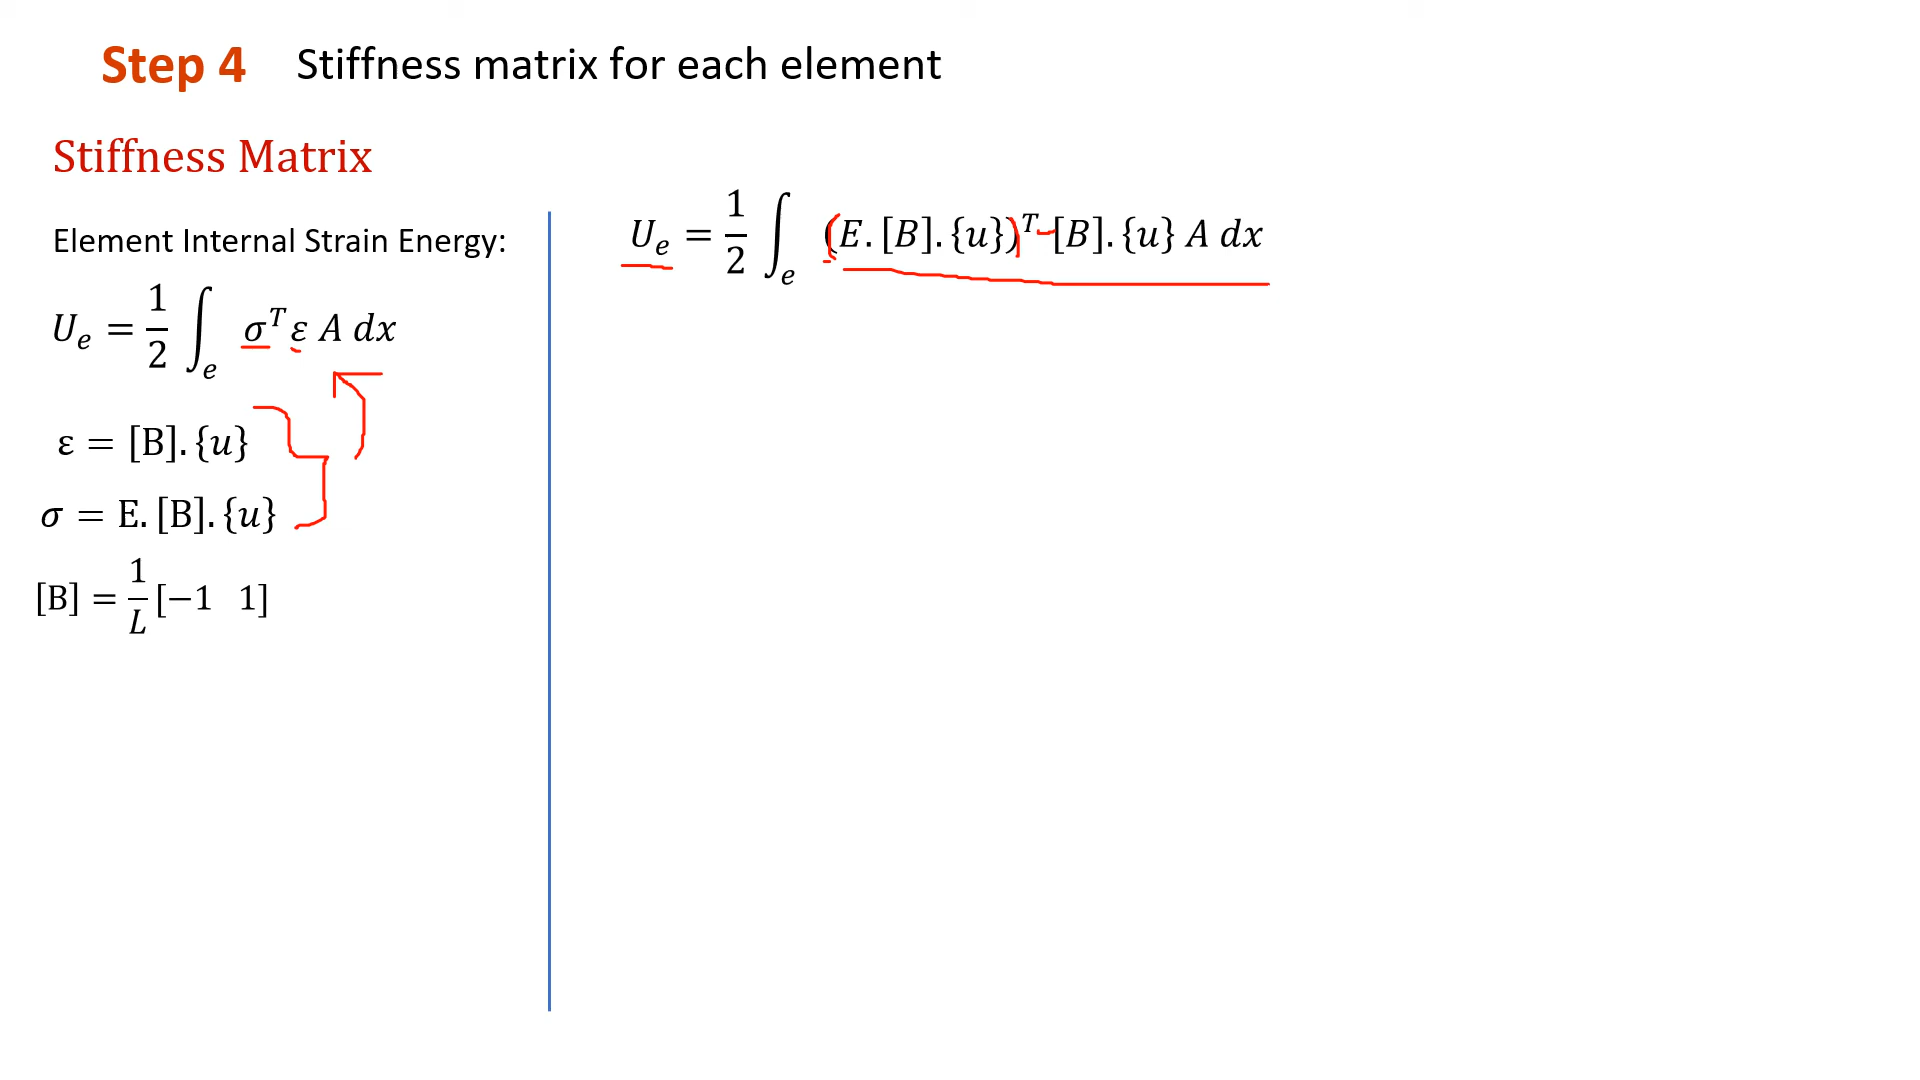 Step 4 Stiffness matrix for each element
Stiffness Matrix
Element Internal Strain Energy:
U_e = 1/2 ∫_e σ^T ε A dx
ε = [B]. {u}
σ = E. [B]. {u}
[B] = 1/L [−1 1]
U_e = 1/2 ∫_e (E. [B]. {u})^T [B]. {u} A dx